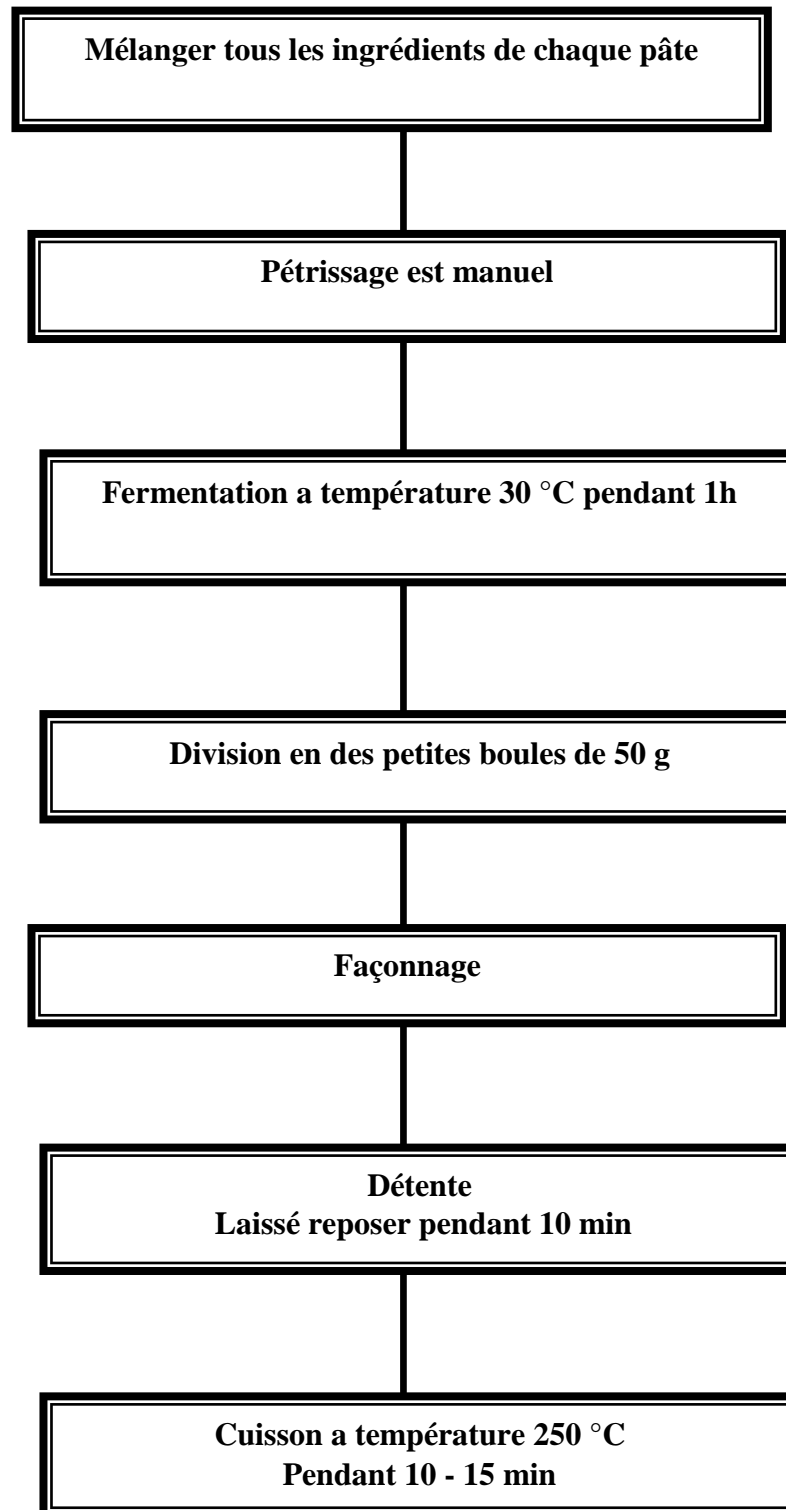 Mélanger tous les ingrédients de chaque pâte
Pétrissage est manuel
Fermentation a température 30 °C pendant 1h
Division en des petites boules de 50 g
Façonnage
Détente
Laissé reposer pendant 10 min
Cuisson a température 250 °C
Pendant 10 - 15 min